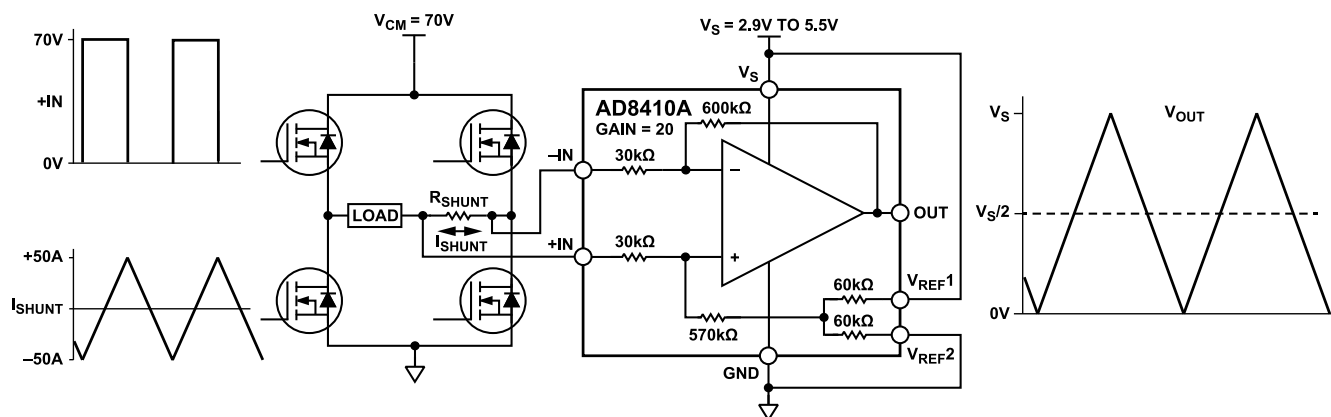 70V
+IN
0V
+50A
ISHUNT
–50A
VCM = 70V
LOAD
RSHUNT
ISHUNT
–IN
+IN
VS = 2.9V TO 5.5V
VS
AD8410A
GAIN = 20
600kΩ
30kΩ
–
30kΩ
+
570kΩ
60kΩ
60kΩ
OUT
VREF1
VREF2
GND
VS
VOUT
VS/2
0V